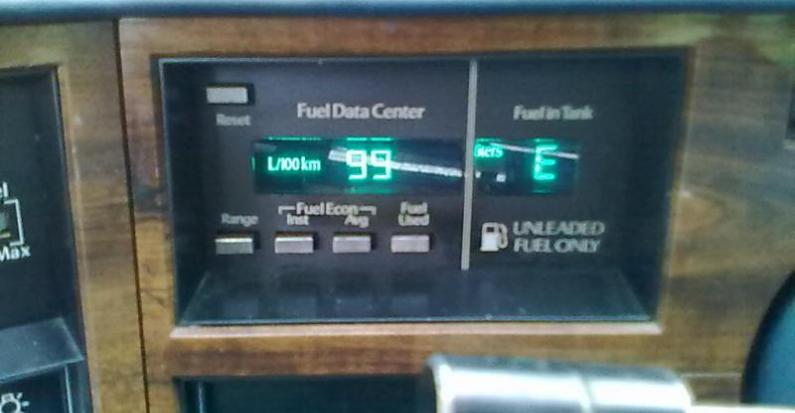 Fuel Data Center
Fuel in Tank
Reset
L/100 km 99
E
Range
Fuel Econ
Inst Avg
Fuel Used
UNLEADED
FUEL ONLY
Max